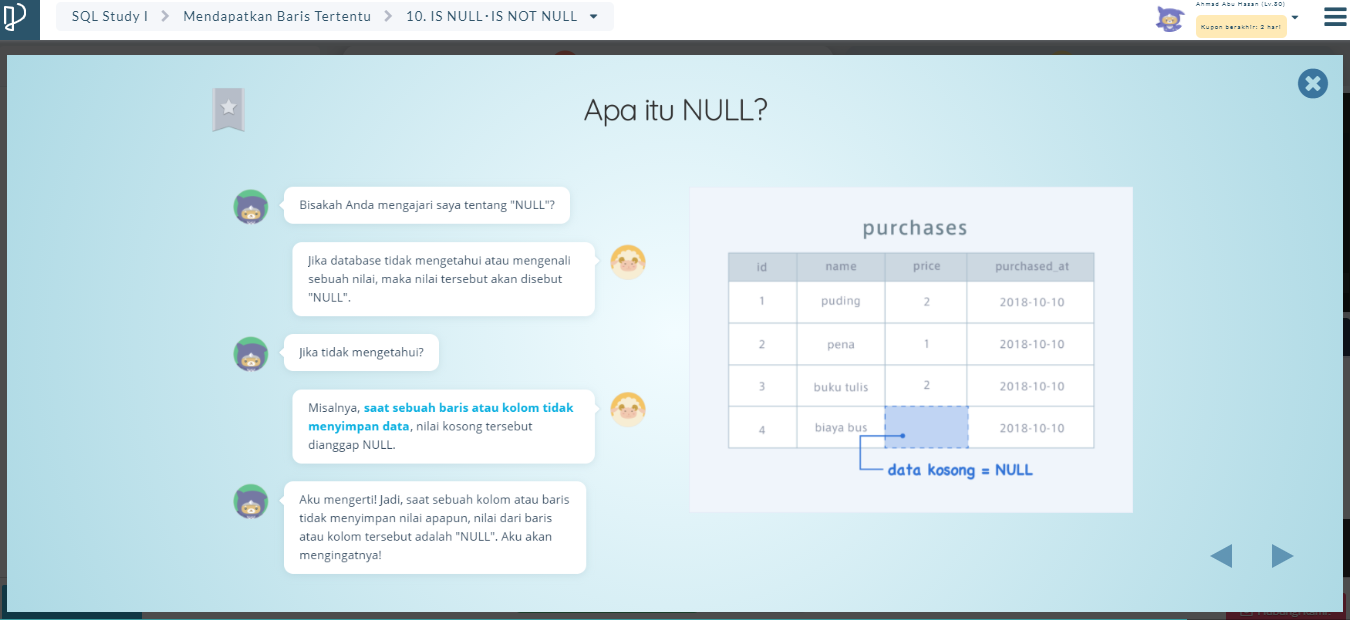 SQL Study I
Mendapatkan Baris Tertentu
10. IS NULL·IS NOT NULL
Ahmad Abu Hasan (Lv.80)
Kupon berakhir: 2 hari
Apa itu NULL?
Bisakah Anda mengajari saya tentang "NULL"?
Jika database tidak mengetahui atau mengenali
sebuah nilai, maka nilai tersebut akan disebut
"NULL".
Jika tidak mengetahui?
Misalnya, saat sebuah baris atau kolom tidak
menyimpan data, nilai kosong tersebut
dianggap NULL.
Aku mengerti! Jadi, saat sebuah kolom atau baris
tidak menyimpan nilai apapun, nilai dari baris
atau kolom tersebut adalah "NULL". Aku akan
mengingatnya!
purchases
id name price purchased_at
1 puding 2 2018-10-10
2 pena 1 2018-10-10
3 buku tulis 2 2018-10-10
4 biaya bus 2018-10-10
data kosong = NULL